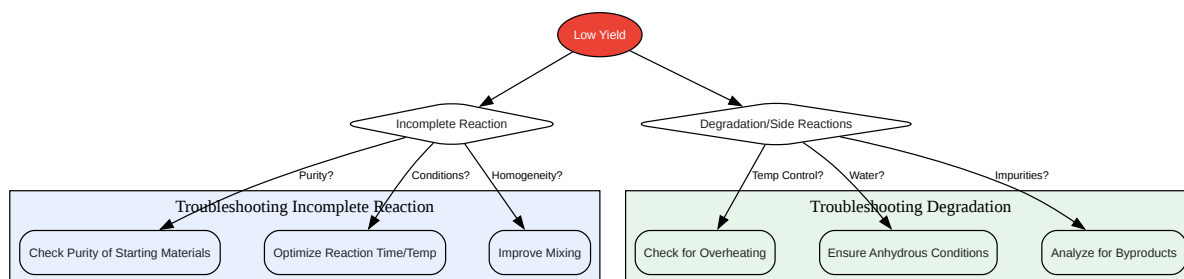 Low Yield
Incomplete Reaction
Degradation/Side Reactions
Purity?
Conditions?
Homogeneity?
Temp Control?
Water?
Impurities?
Troubleshooting Incomplete Reaction
Troubleshooting Degradation
Check Purity of Starting Materials
Optimize Reaction Time/Temp
Improve Mixing
Check for Overheating
Ensure Anhydrous Conditions
Analyze for Byproducts